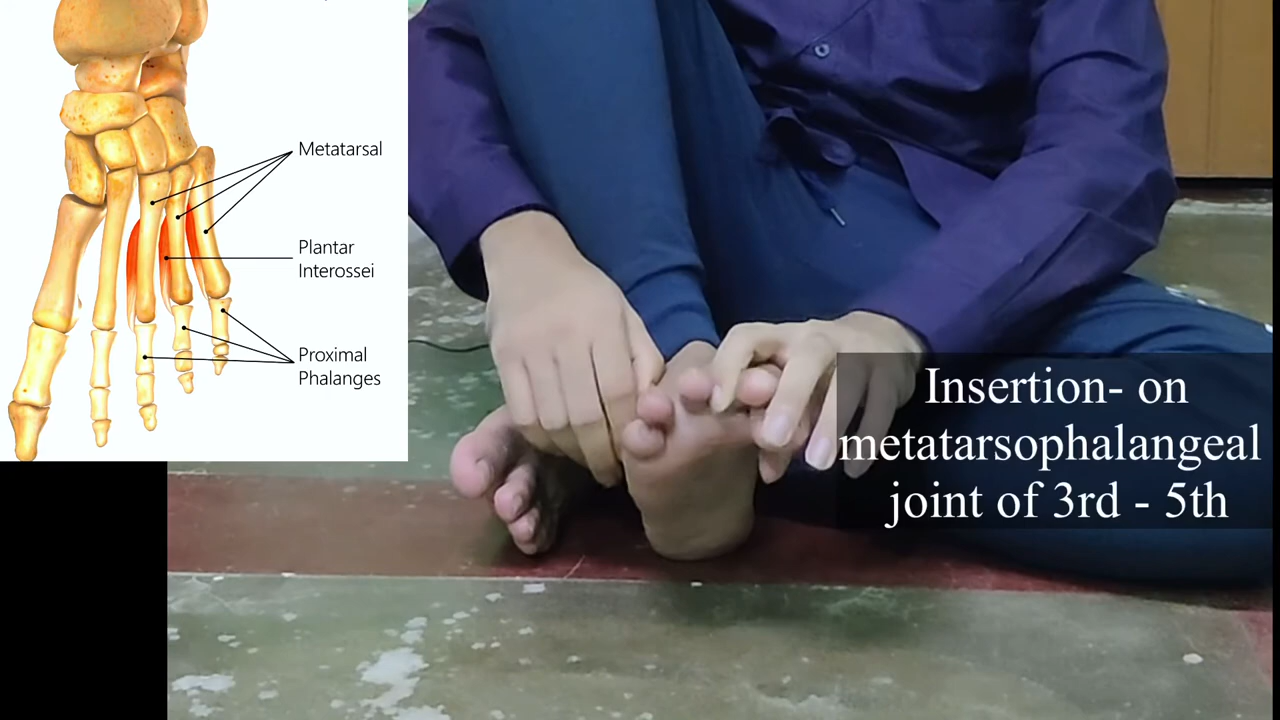 Metatarsal
Plantar
Interossei
Proximal
Phalanges
Insertion- on
metatarsophalangeal
joint of 3rd - 5th